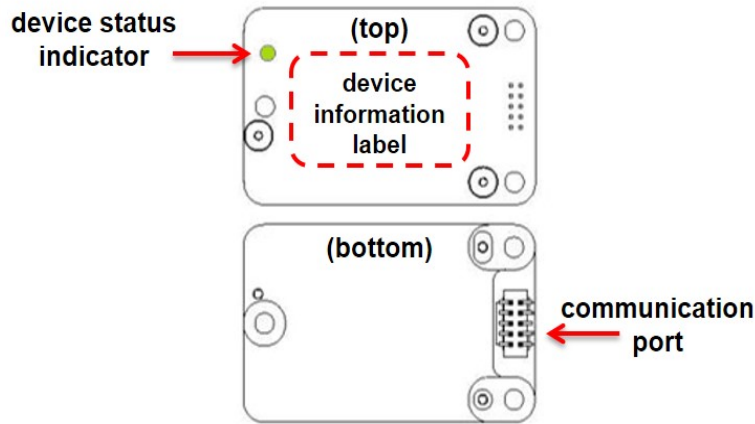 device status
indicator
(top)
device
information
label
(bottom)
communication
port